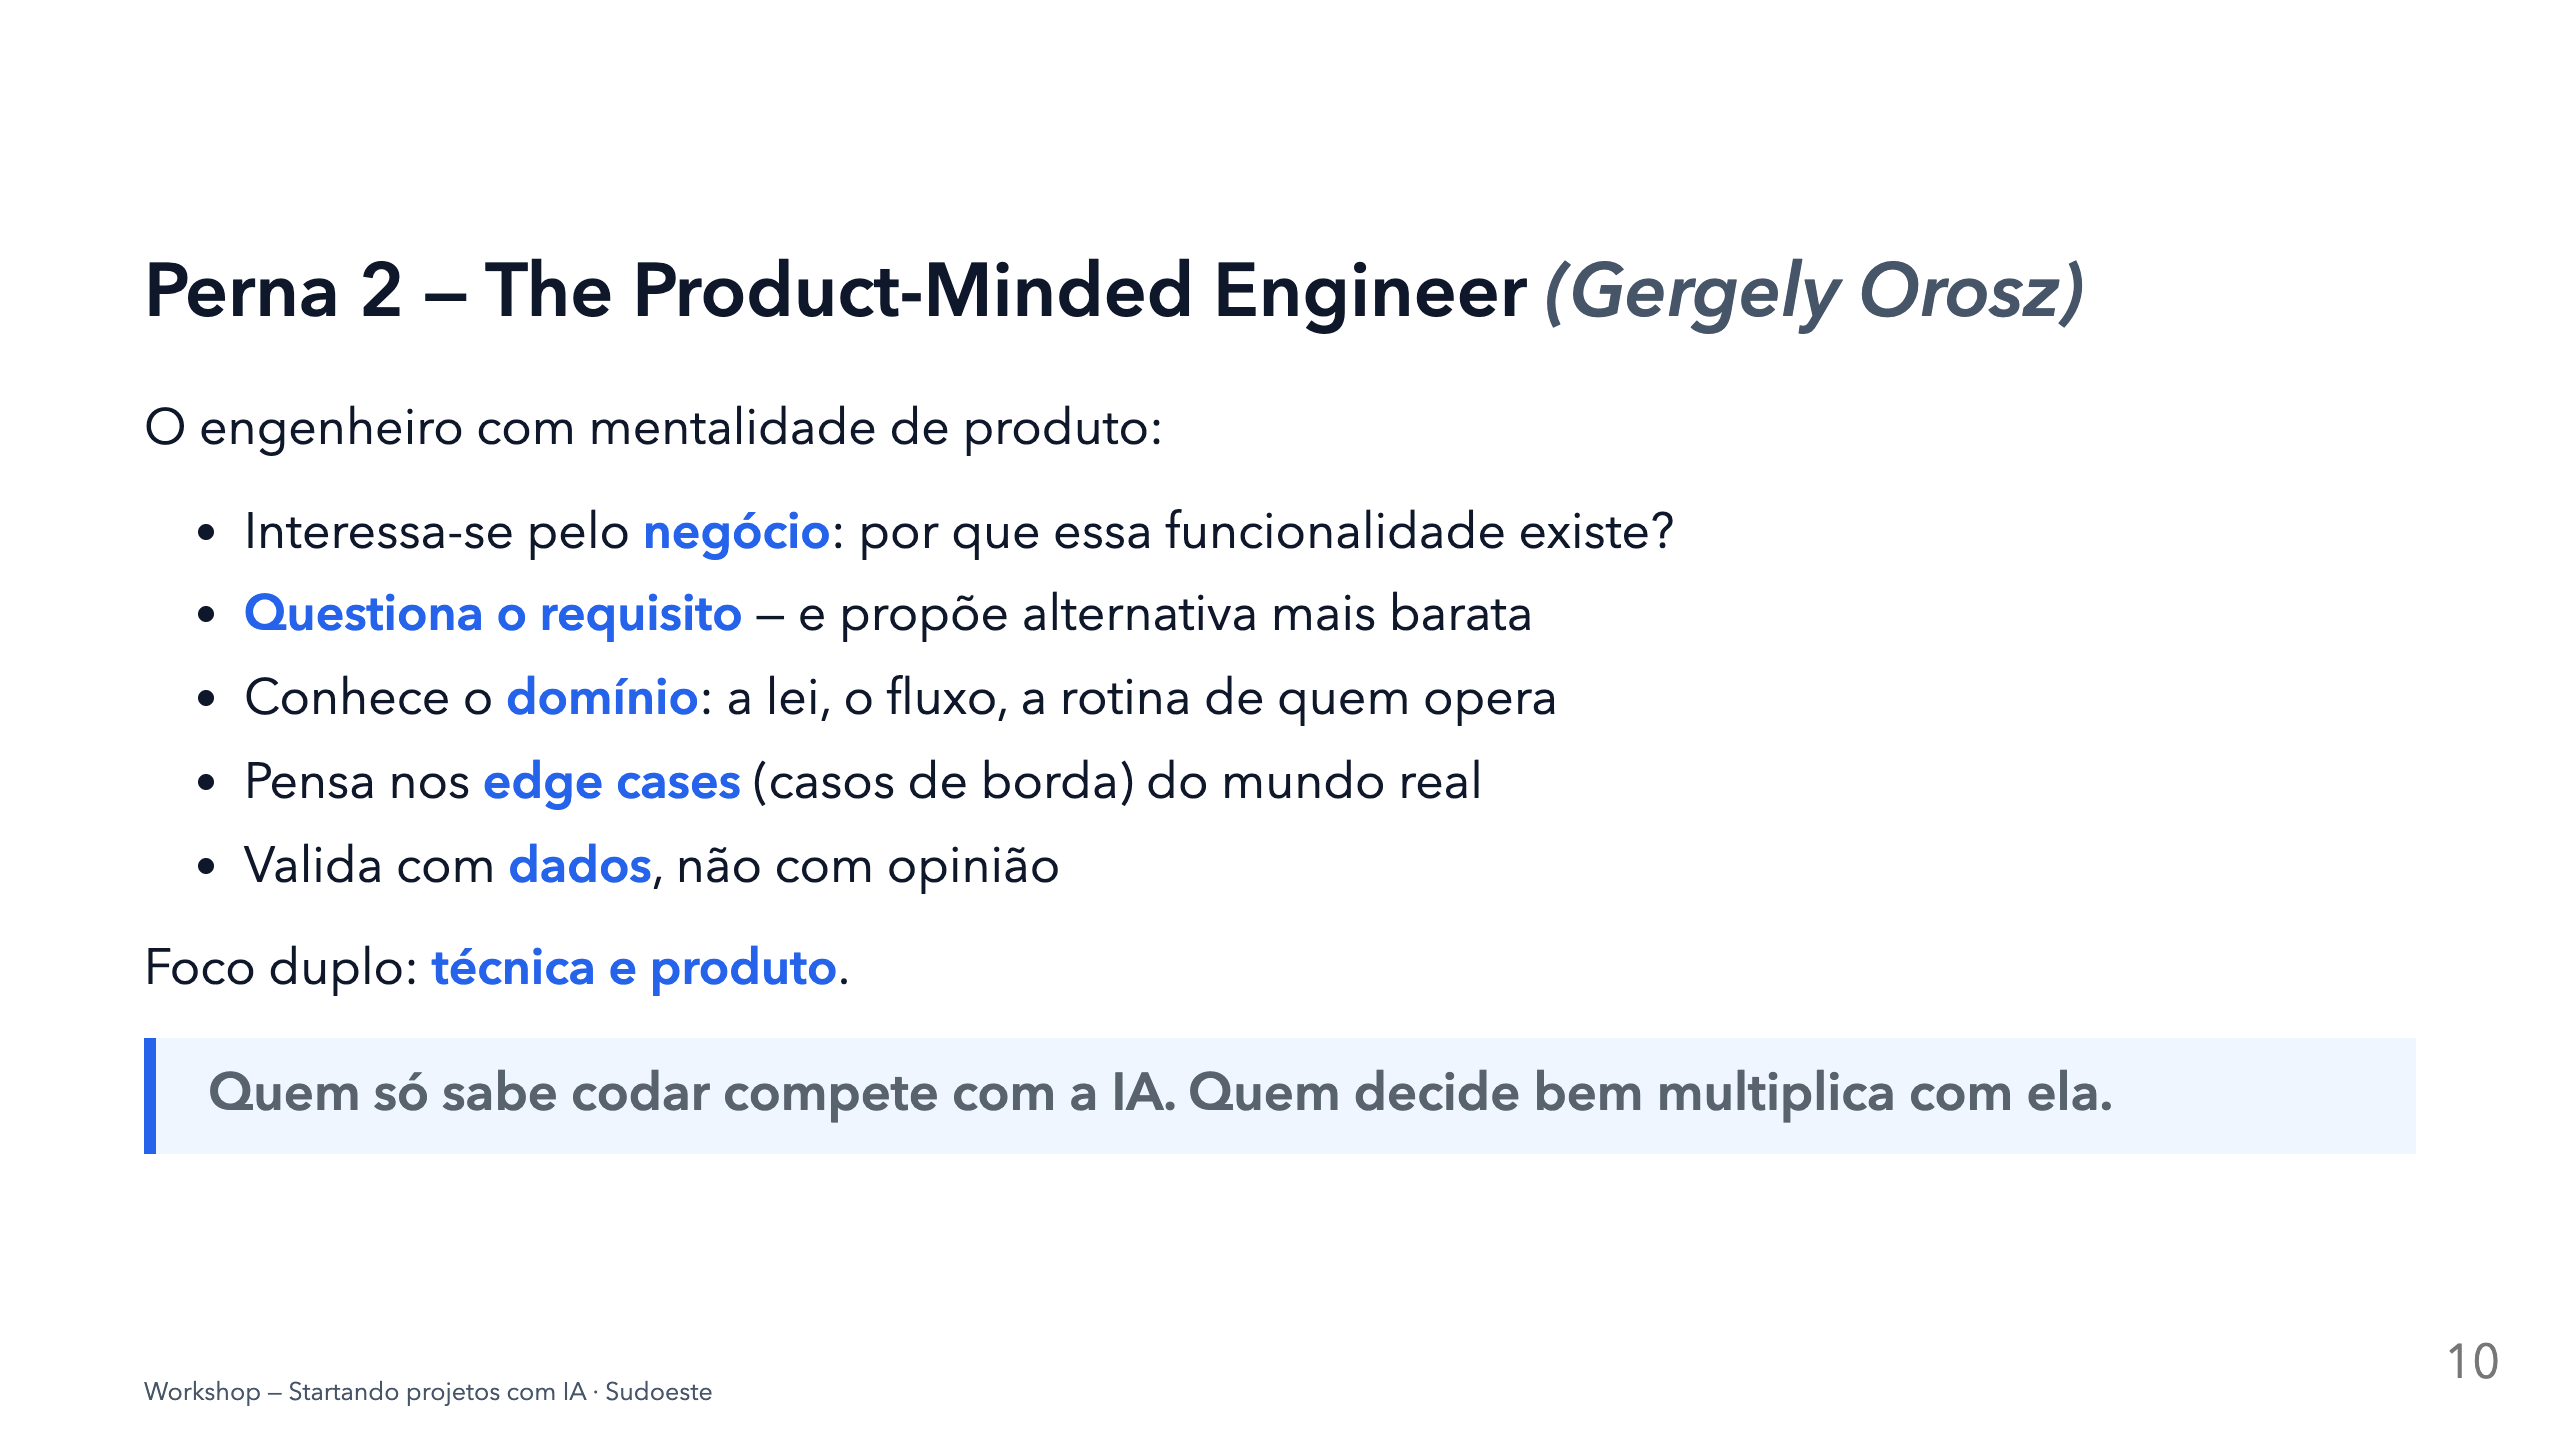 Perna 2 – The Product-Minded Engineer (Gergely Orosz)
O engenheiro com mentalidade de produto:
• Interessa-se pelo negócio: por que essa funcionalidade existe?
• Questiona o requisito – e propõe alternativa mais barata
• Conhece o domínio: a lei, o fluxo, a rotina de quem opera
• Pensa nos edge cases (casos de borda) do mundo real
• Valida com dados, não com opinião
Foco duplo: técnica e produto.
Quem só sabe codar compete com a IA. Quem decide bem multiplica com ela.
Workshop – Startando projetos com IA · Sudoeste
10